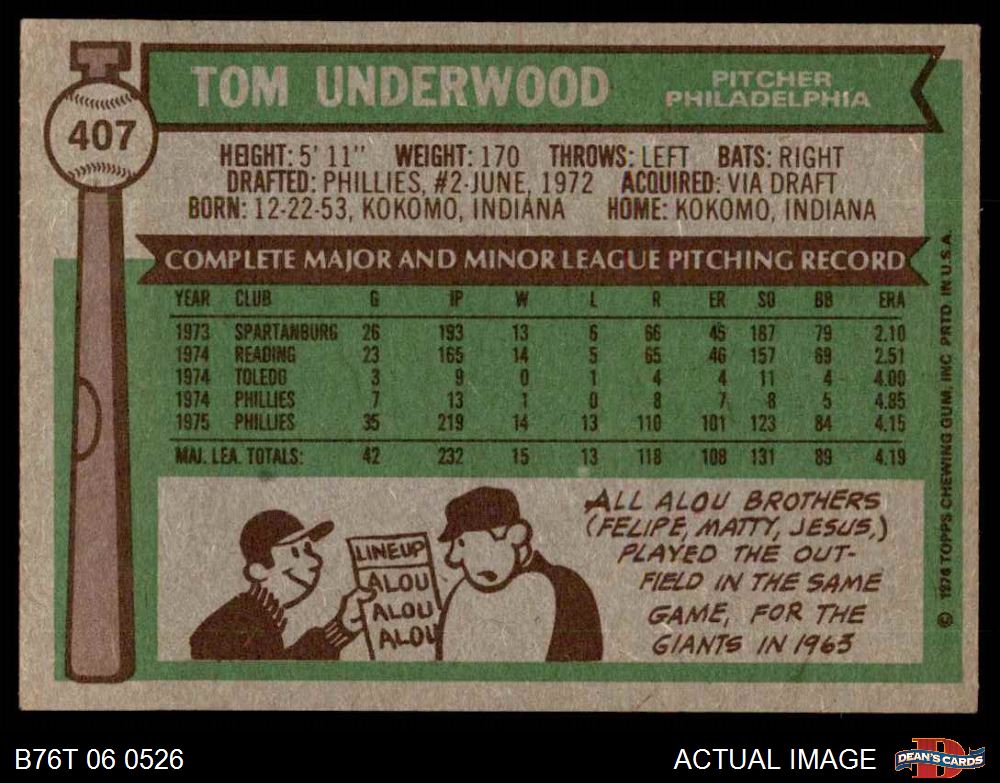 TOM UNDERWOOD
PITCHER
PHILADELPHIA
407
HEIGHT: 5' 11" WEIGHT: 170 THROWS: LEFT BATS: RIGHT
DRAFTED: PHILLIES, #2-JUNE, 1972 ACQUIRED: VIA DRAFT
BORN: 12-22-53, KOKOMO, INDIANA HOME: KOKOMO, INDIANA
COMPLETE MAJOR AND MINOR LEAGUE PITCHING RECORD
YEAR CLUB G IP W L R ER SO BB ERA
1973 SPARTANBURG 26 193 13 6 66 45 187 79 2.10
1974 READING 23 165 14 5 65 46 157 69 2.51
1974 TOLEDO 3 9 0 1 4 4 11 4 4.00
1974 PHILLIES 7 13 1 0 8 7 8 5 4.85
1975 PHILLIES 35 219 14 13 110 101 123 84 4.15
MAJ. LEA. TOTALS: 42 232 15 13 118 108 131 89 4.19
LINEUP
ALOU
ALOU
ALOU
ALL ALOU BROTHERS
(FELIPE, MATTY, JESUS,)
PLAYED THE OUT-
FIELD IN THE SAME
GAME, FOR THE
GIANTS IN 1963
© 1976 TOPPS CHEWING GUM, INC. PRTD. IN U.S.A.
B76T 06 0526
ACTUAL IMAGE
D
DEAN'S CARDS